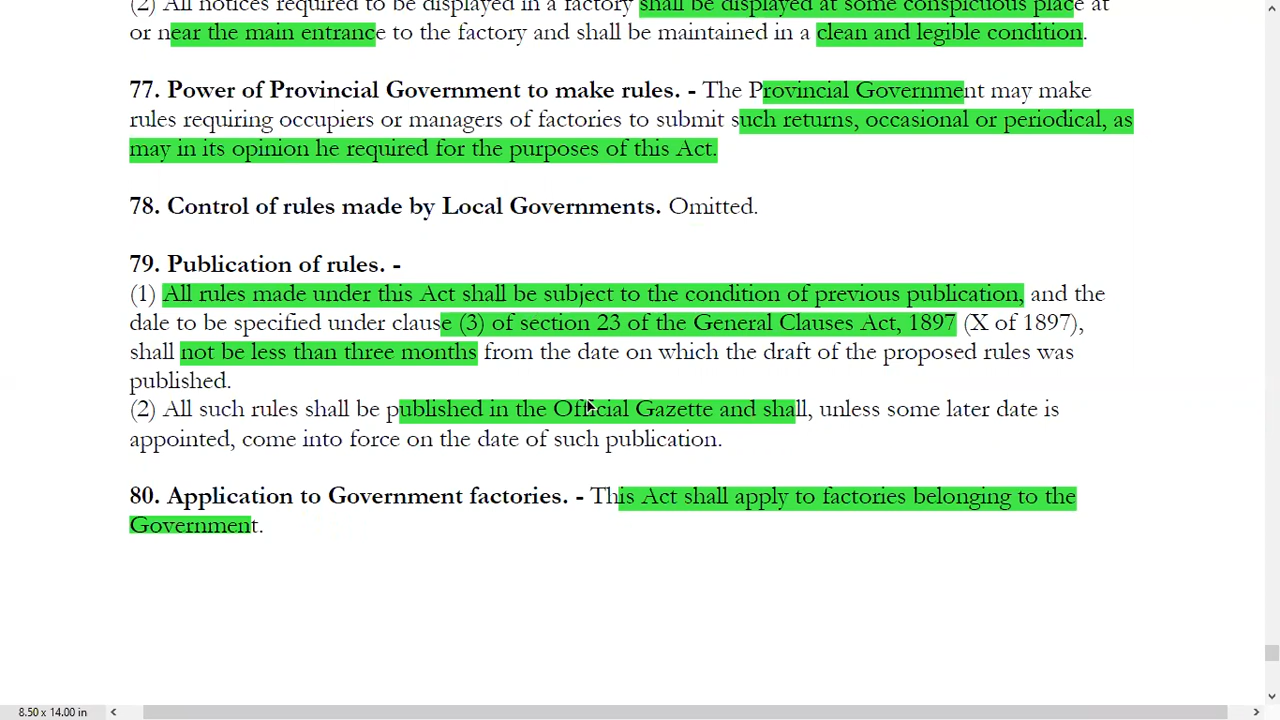 (2) All notices required to be displayed in a factory shall be displayed at some conspicuous place at
or near the main entrance to the factory and shall be maintained in a clean and legible condition.
77. Power of Provincial Government to make rules. - The Provincial Government may make
rules requiring occupiers or managers of factories to submit such returns, occasional or periodical, as
may in its opinion he required for the purposes of this Act.
78. Control of rules made by Local Governments. Omitted.
79. Publication of rules. -
(1) All rules made under this Act shall be subject to the condition of previous publication, and the
dale to be specified under clause (3) of section 23 of the General Clauses Act, 1897 (X of 1897),
shall not be less than three months from the date on which the draft of the proposed rules was
published.
(2) All such rules shall be published in the Official Gazette and shall, unless some later date is
appointed, come into force on the date of such publication.
80. Application to Government factories. - This Act shall apply to factories belonging to the
Government.
8.50 x 14.00 in